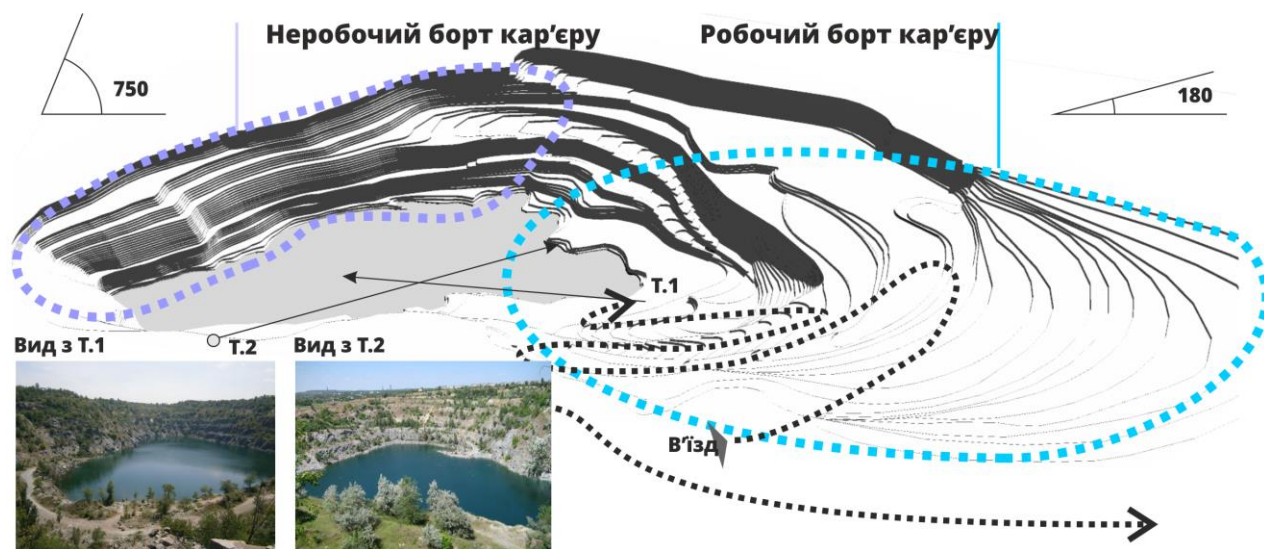 Неробочий борт кар’єру
Робочий борт кар’єру
750
180
Т.1
Т.2
Вид з Т.1
Вид з Т.2
В’їзд